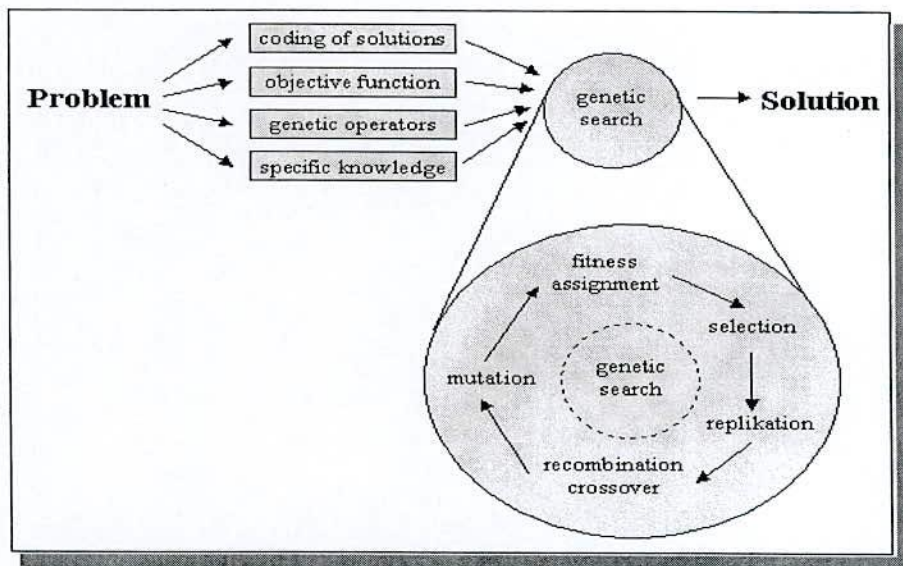 coding of solutions
objective function
Problem
genetic operators
specific knowledge
genetic
search
Solution
fitness
assignment
selection
replikation
recombination
crossover
mutation
genetic
search